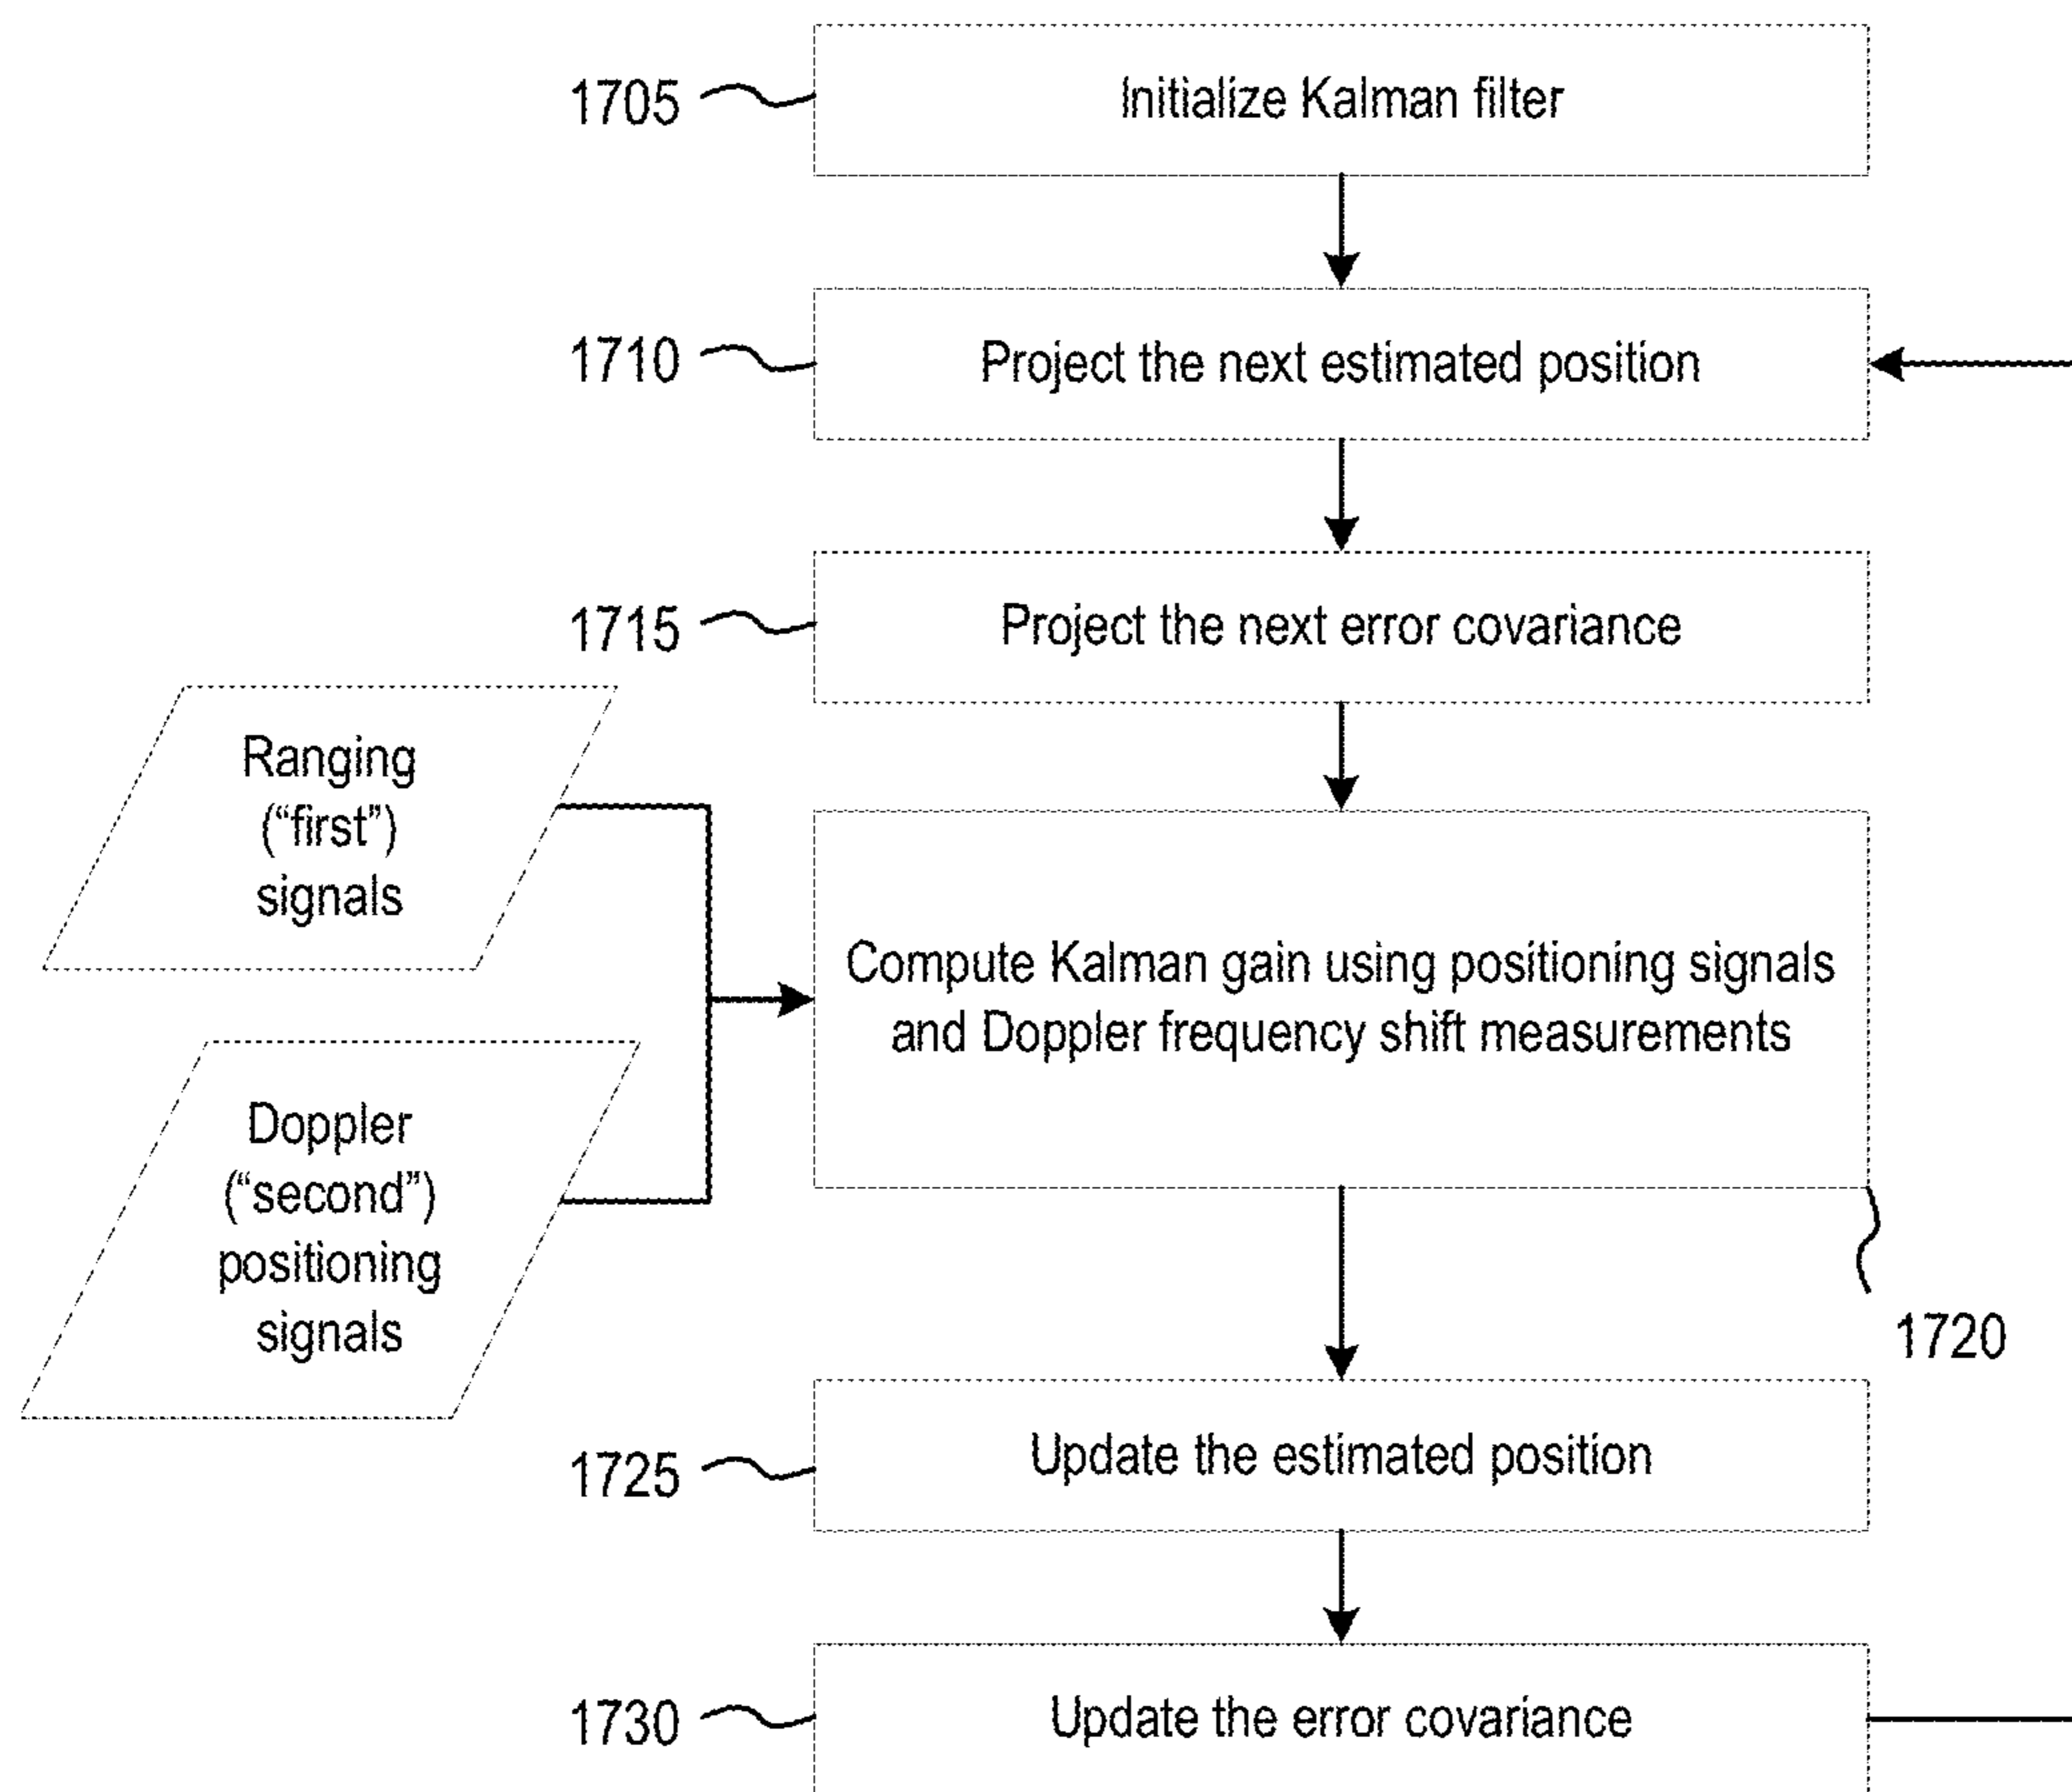 1705
Initialize Kalman filter
1710
Project the next estimated position
1715
Project the next error covariance
Ranging
(“first”)
signals
Compute Kalman gain using positioning signals
and Doppler frequency shift measurements
Doppler
(“second”)
positioning
signals
1720
1725
Update the estimated position
1730
Update the error covariance